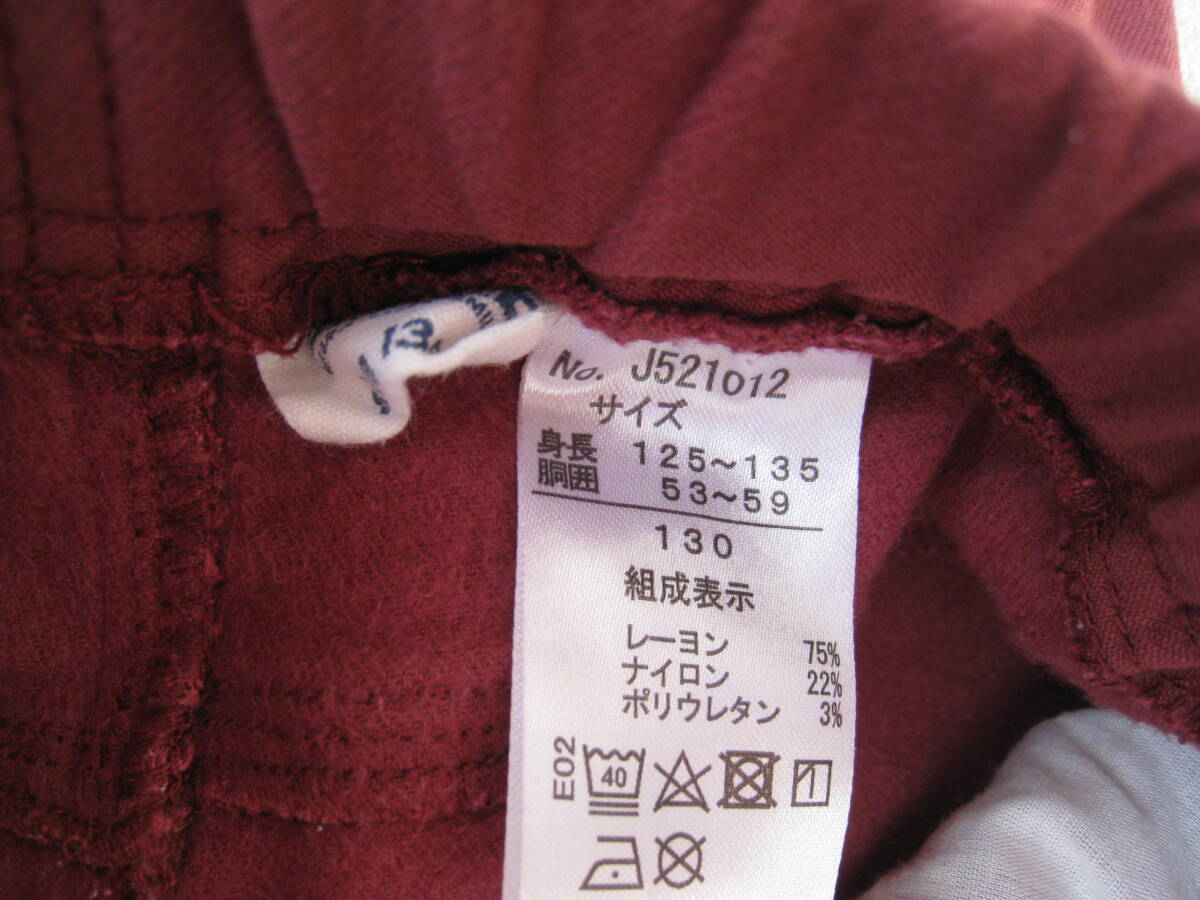 13
No. J521012
サイズ
身長 125~135
胴囲 53~59
130
組成表示
レーヨン 75%
ナイロン 22%
ポリウレタン 3%
E02
40